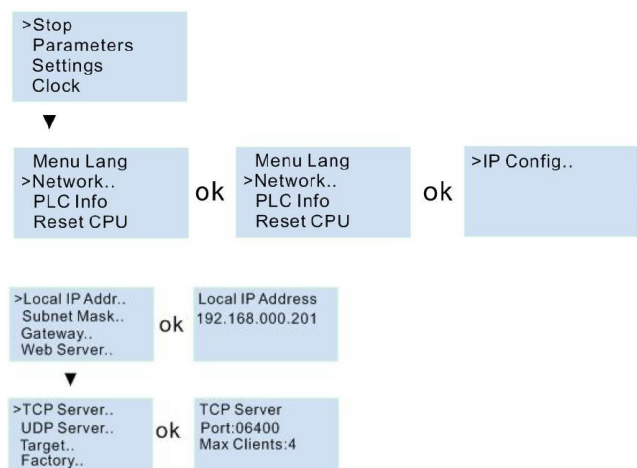 >Stop
Parameters
Settings
Clock
Menu Lang
>Network..
PLC Info
Reset CPU
ok
Menu Lang
>Network..
PLC Info
Reset CPU
ok
>IP Config..
>Local IP Addr..
Subnet Mask..
Gateway..
Web Server..
ok
Local IP Address
192.168.000.201
>TCP Server..
UDP Server..
Target..
Factory..
ok
TCP Server
Port:06400
Max Clients:4